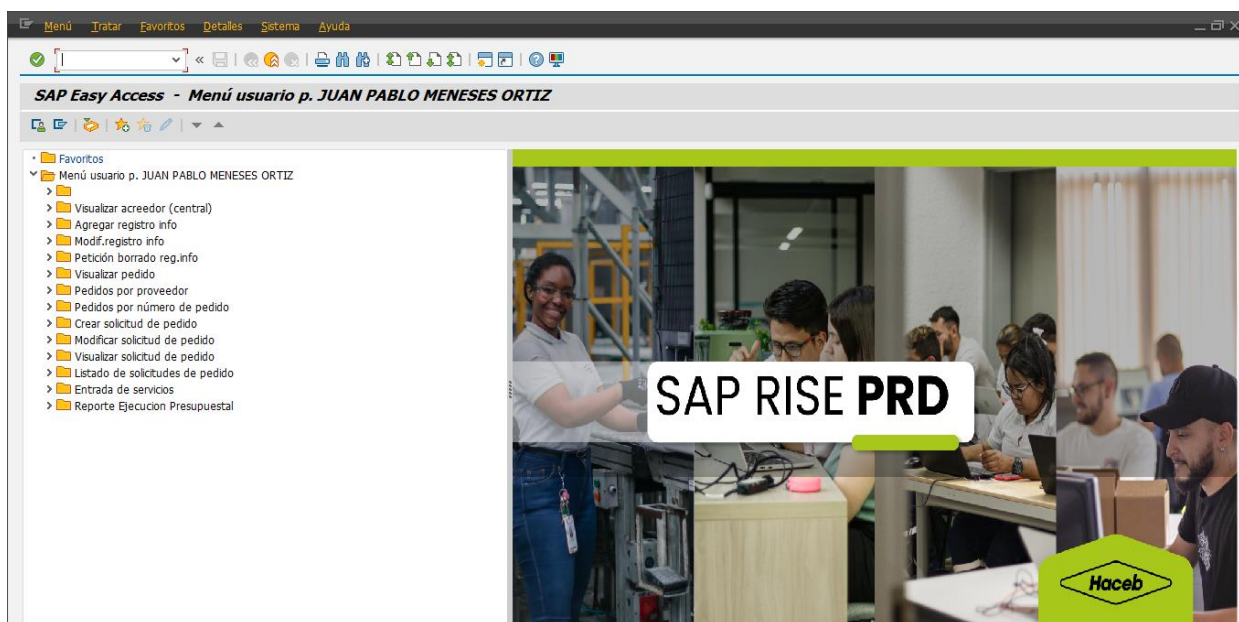 Menú Tratar Favoritos Detalles Sistema Ayuda
SAP Easy Access - Menú usuario p. JUAN PABLO MENESES ORTIZ
Favoritos
Menú usuario p. JUAN PABLO MENESES ORTIZ
Visualizar acreedor (central)
Agregar registro info
Modif.registro info
Petición borrado reg.info
Visualizar pedido
Pedidos por proveedor
Pedidos por número de pedido
Crear solicitud de pedido
Modificar solicitud de pedido
Visualizar solicitud de pedido
Listado de solicitudes de pedido
Entrada de servicios
Reporte Ejecucion Presupuestal
SAP RISE PRD
Haceb